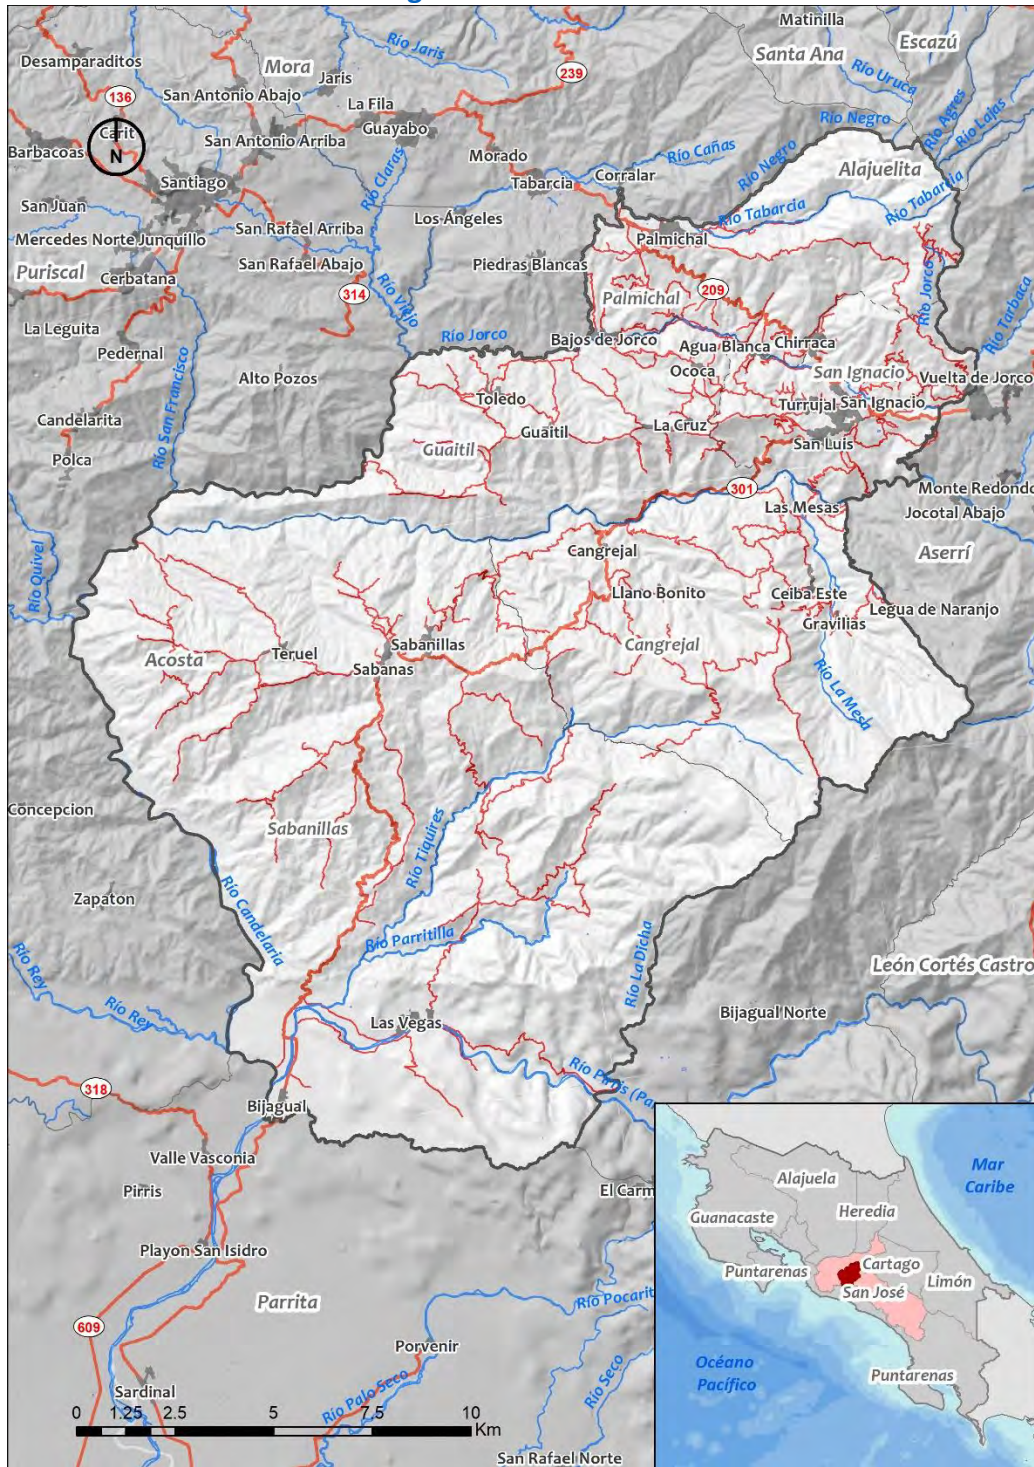 Matinilla
Río Jaris
Escazú
Santa Ana
Desamparaditos
Mora
239
Río Uruca
Jaris
San Antonio Abajo
136
La Fila
Río Negro
Río Agres
Río Lajas
Carit
Guayabo
San Antonio Arriba
Barbacoas
N
Morado
Río Cañas
Río Negro
Alajuelita
Santiago
Río Claras
Tabarcia
Corralar
San Juan
Los Ángeles
Río Tabarcia
Río Tabarcia
San Rafael Arriba
Mercedes Norte
Junquillo
Palmichal
San Rafael Abajo
Piedras Blancas
Puriscal
Cerbatana
Río Viejo
209
Río Jorco
Río Tarbaca
314
Palmichal
La Leguita
Río Jorco
Bajos de Jorco
Agua Blanca
Chirraca
Pedernal
Ococa
San Ignacio
Vuelta de Jorco
Alto Pozos
Toledo
Turrujal
San Ignacio
Candelarita
Río San Francisco
Guaitil
La Cruz
Guaitil
San Luis
Polca
301
Monte Redondo
Las Mesas
Jocotal Abajo
Cangrejal
Aserrí
Río Quivel
Llano Bonito
Ceiba Este
Legua de Naranjo
Gravilias
Sabanillas
Cangrejal
Acosta
Teruel
Sabanas
Río La Mesa
Concepcion
Sabanillas
Río Tiquires
Zapaton
Río Candelaria
Río Parritilla
Río La Dicha
León Cortés Castro
Río Rey
Río Rey
Las Vegas
Bijagual Norte
318
Bijagual
Valle Vasconia
Pirris
El Carm
Playon San Isidro
Parrita
Río Pocarit
609
Porvenir
Sardinal
Río Palo Seco
Río Seco
0
1.25
2.5
5
7.5
10
Km
San Rafael Norte
Mar
Caribe
Alajuela
Guanacaste
Heredia
Cartago
Puntarenas
Limón
San José
Océano
Pacífico
Puntarenas